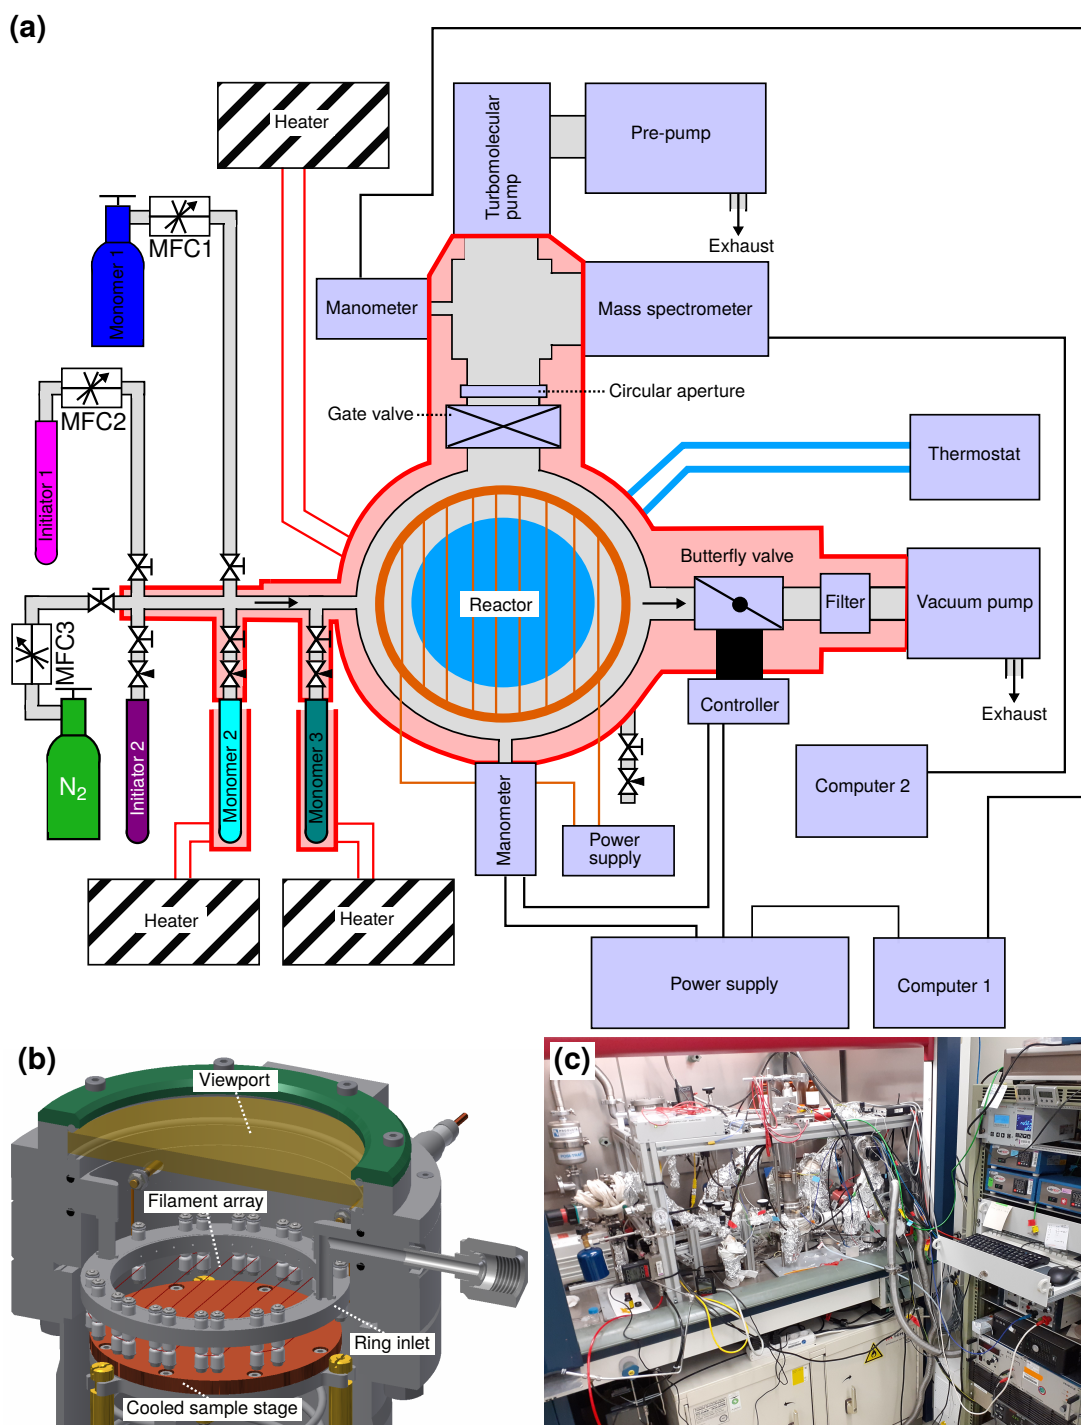 (a)
Heater
Turbomolecular
pump
Pre-pump
Exhaust
Monomer 1
MFC1
Manometer
Mass spectrometer
Circular aperture
Gate valve
MFC2
Initiator 1
Thermostat
Butterfly valve
Reactor
Filter
Vacuum pump
MFC3
Controller
Exhaust
N2
Initiator 2
Monomer 2
Monomer 3
Manometer
Computer 2
Power
supply
Heater
Heater
Power supply
Computer 1
(b)
Viewport
Filament array
Ring inlet
Cooled sample stage
(c)